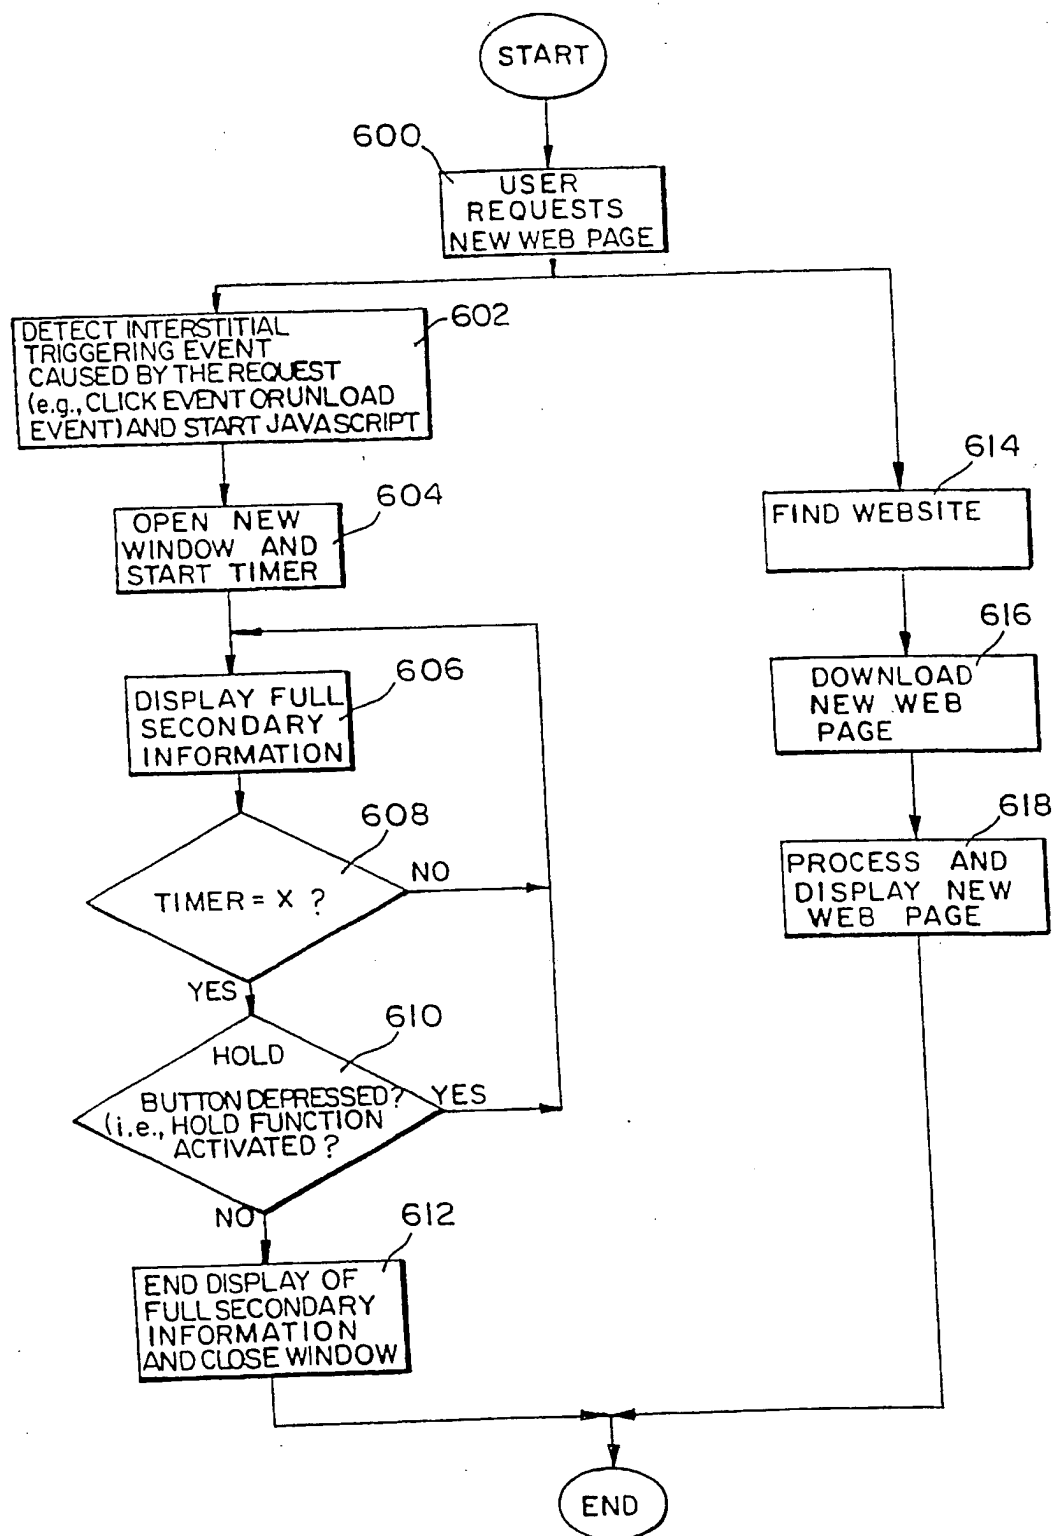 START
600
USER
REQUESTS
NEW WEB PAGE
602
DETECT INTERSTITIAL
TRIGGERING EVENT
CAUSED BY THE REQUEST
(e.g., CLICK EVENT OR UNLOAD
EVENT) AND START JAVASCRIPT
604
OPEN NEW
WINDOW AND
START TIMER
606
DISPLAY FULL
SECONDARY
INFORMATION
608
TIMER = X ?
NO
YES
610
HOLD
BUTTON DEPRESSED?
(i.e., HOLD FUNCTION
ACTIVATED ?
YES
NO
612
END DISPLAY OF
FULL SECONDARY
INFORMATION
AND CLOSE WINDOW
614
FIND WEBSITE
616
DOWNLOAD
NEW WEB
PAGE
618
PROCESS AND
DISPLAY NEW
WEB PAGE
END